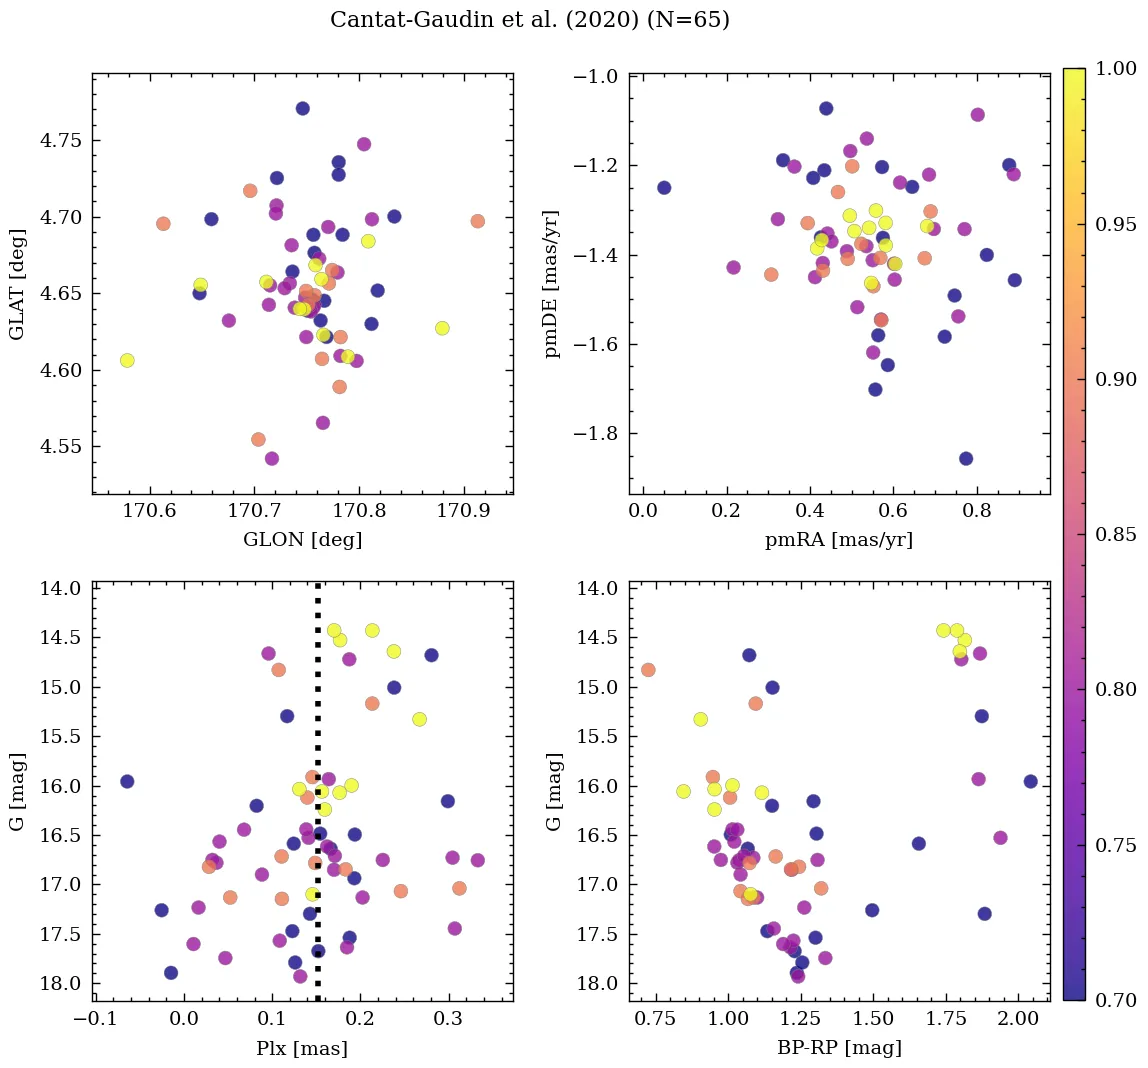 Cantat-Gaudin et al. (2020) (N=65)
4.75
4.70
4.65
4.60
4.55
GLAT [deg]
170.6 170.7 170.8 170.9
GLON [deg]
−1.0
−1.2
−1.4
−1.6
−1.8
pmDE [mas/yr]
0.0 0.2 0.4 0.6 0.8
pmRA [mas/yr]
14.0
14.5
15.0
15.5
16.0
16.5
17.0
17.5
18.0
G [mag]
−0.1 0.0 0.1 0.2 0.3
Plx [mas]
14.0
14.5
15.0
15.5
16.0
16.5
17.0
17.5
18.0
G [mag]
0.75 1.00 1.25 1.50 1.75 2.00
BP-RP [mag]
1.00
0.95
0.90
0.85
0.80
0.75
0.70